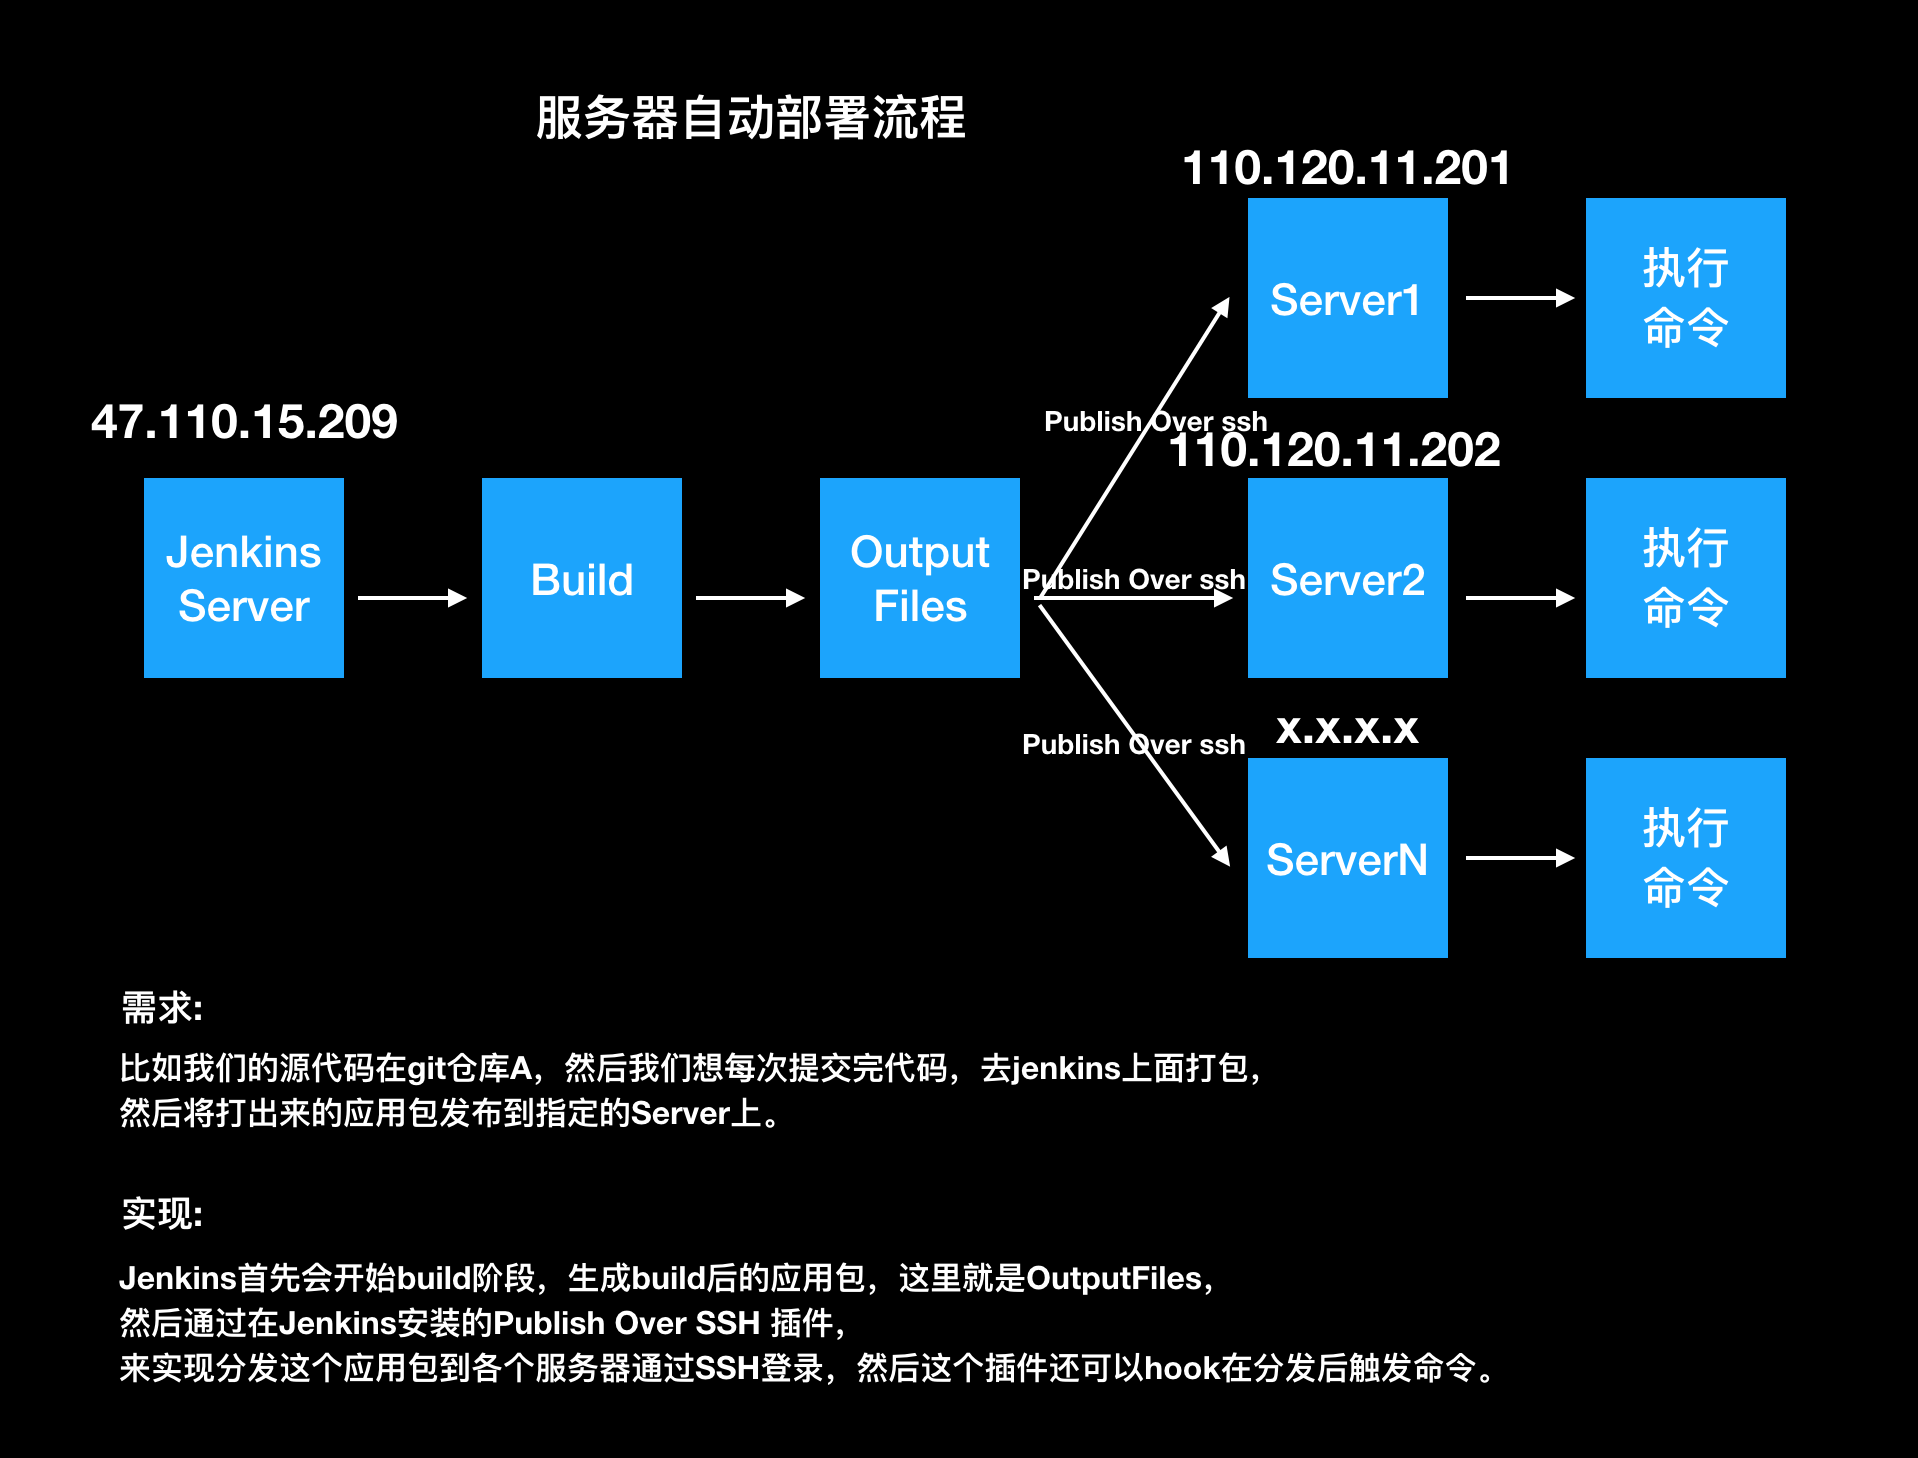 服务器自动部署流程
110.120.11.201
Server1
执行
命令
47.110.15.209
Publish Over ssh
110.120.11.202
Jenkins
Server
Build
Output
Files
Publish Over ssh
Server2
执行
命令
Publish Over ssh
x.x.x.x
ServerN
执行
命令
需求:
比如我们的源代码在git仓库A，然后我们想每次提交完代码，去jenkins上面打包，
然后将打出来的应用包发布到指定的Server上。
实现:
Jenkins首先会开始build阶段，生成build后的应用包，这里就是OutputFiles，
然后通过在Jenkins安装的Publish Over SSH 插件，
来实现分发这个应用包到各个服务器通过SSH登录，然后这个插件还可以hook在分发后触发命令。